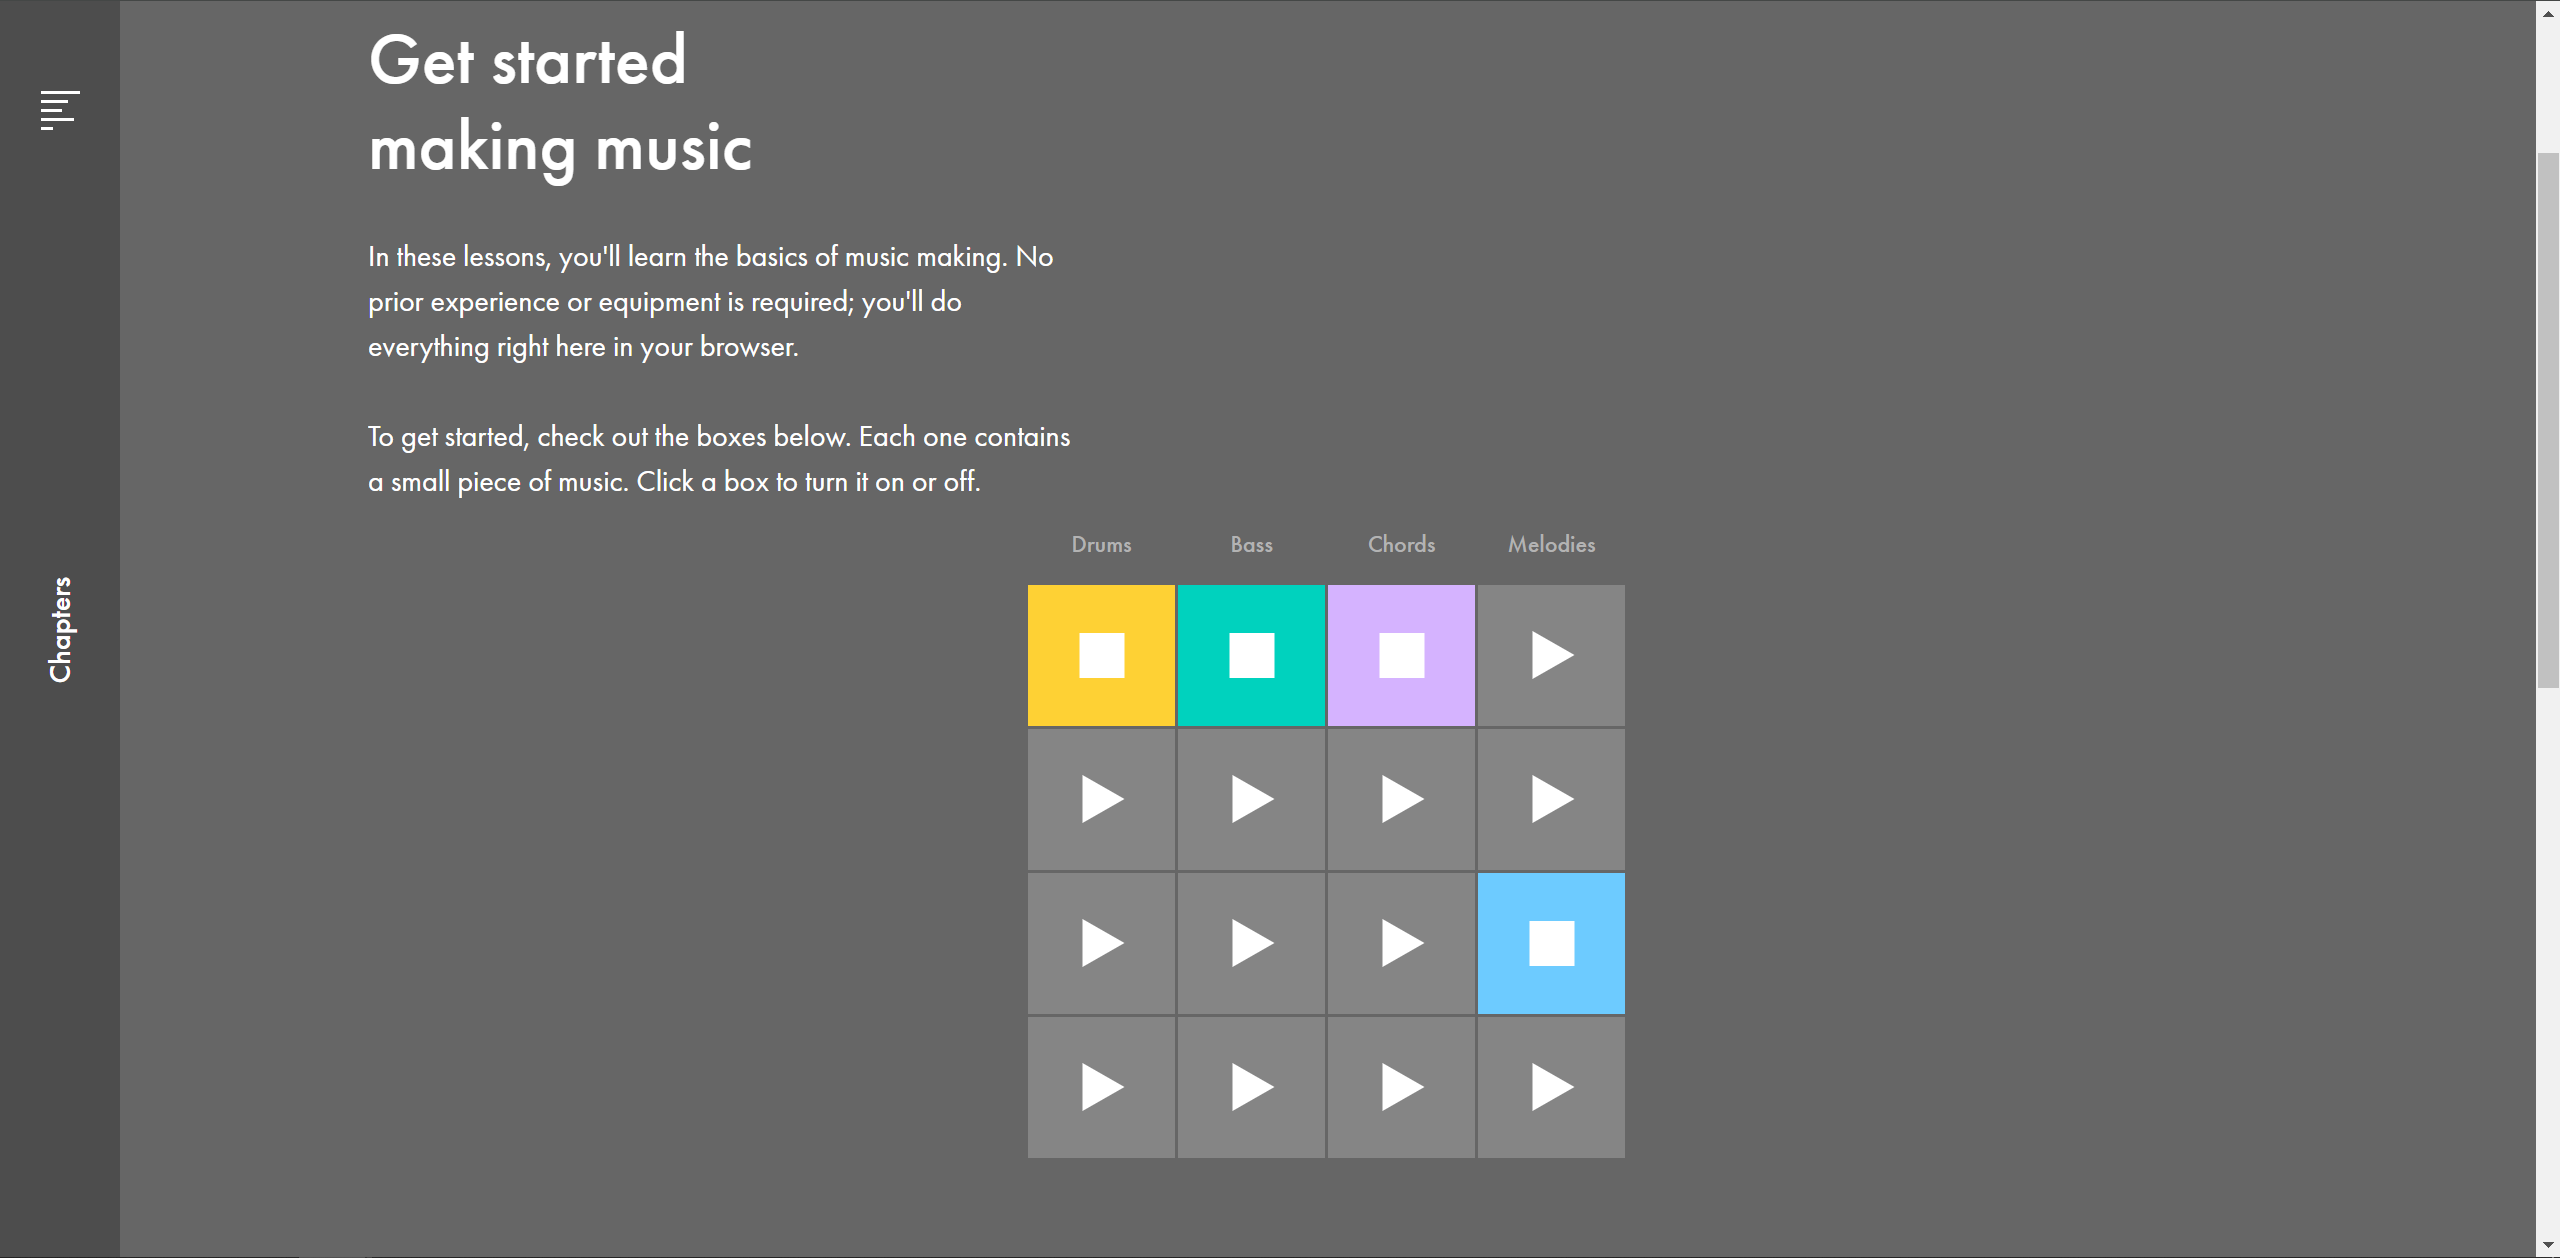 Get started
making music
In these lessons, you'll learn the basics of music making. No
prior experience or equipment is required; you'll do
everything right here in your browser.
To get started, check out the boxes below. Each one contains
a small piece of music. Click a box to turn it on or off.
Chapters
Drums Bass Chords Melodies